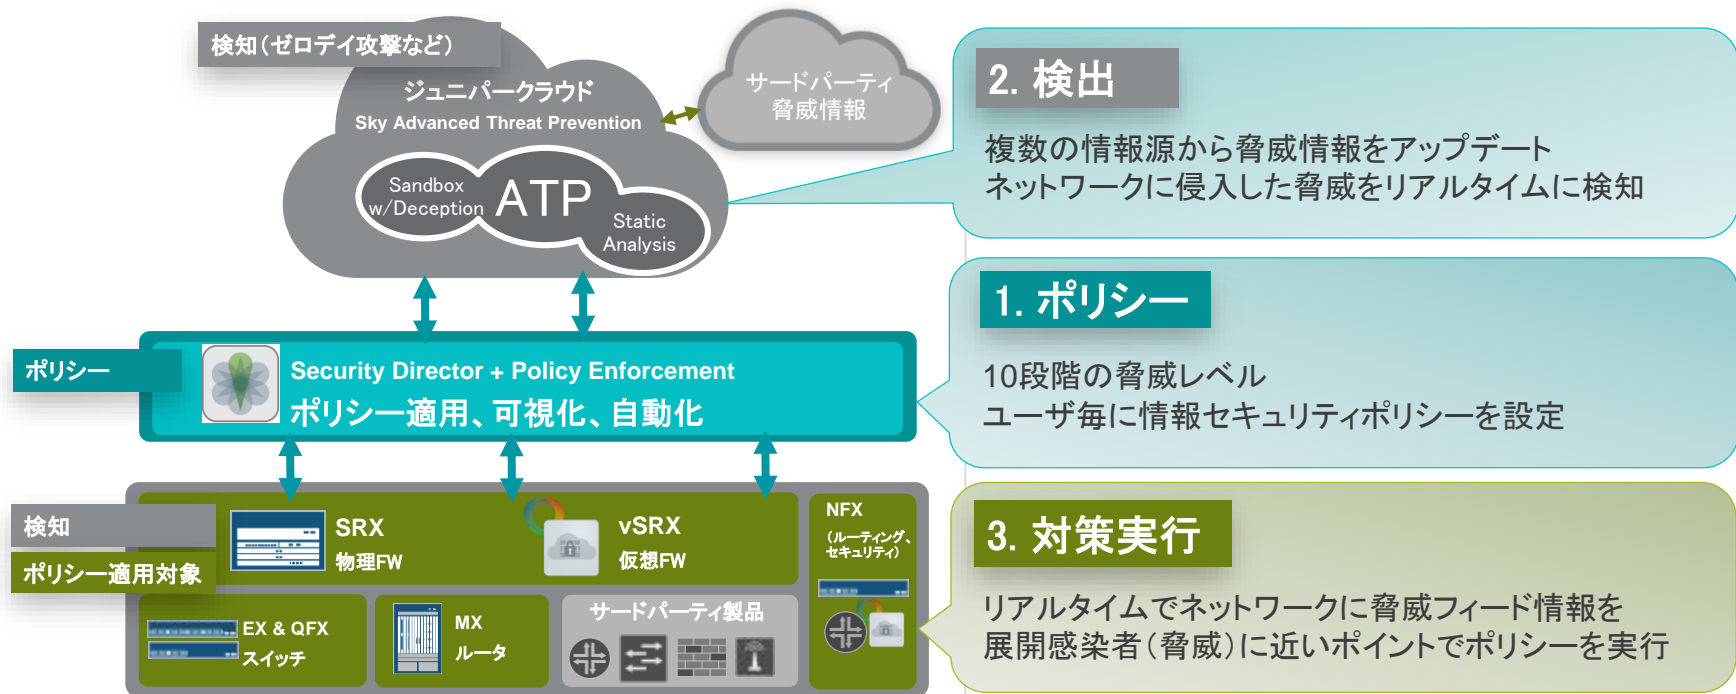 検知(ゼロデイ攻撃など)
ジュニパークラウド
Sky Advanced Threat Prevention
サードパーティ
脅威情報
Sandbox
w/Deception
ATP
Static
Analysis
2. 検出
複数の情報源から脅威情報をアップデート
ネットワークに侵入した脅威をリアルタイムに検知
ポリシー
Security Director + Policy Enforcement
ポリシー適用、可視化、自動化
1. ポリシー
10段階の脅威レベル
ユーザ毎に情報セキュリティポリシーを設定
検知
ポリシー適用対象
SRX
物理FW
vSRX
仮想FW
NFX
(ルーティング、
セキュリティ)
EX & QFX
スイッチ
MX
ルータ
サードパーティ製品
3. 対策実行
リアルタイムでネットワークに脅威フィード情報を
展開感染者(脅威)に近いポイントでポリシーを実行